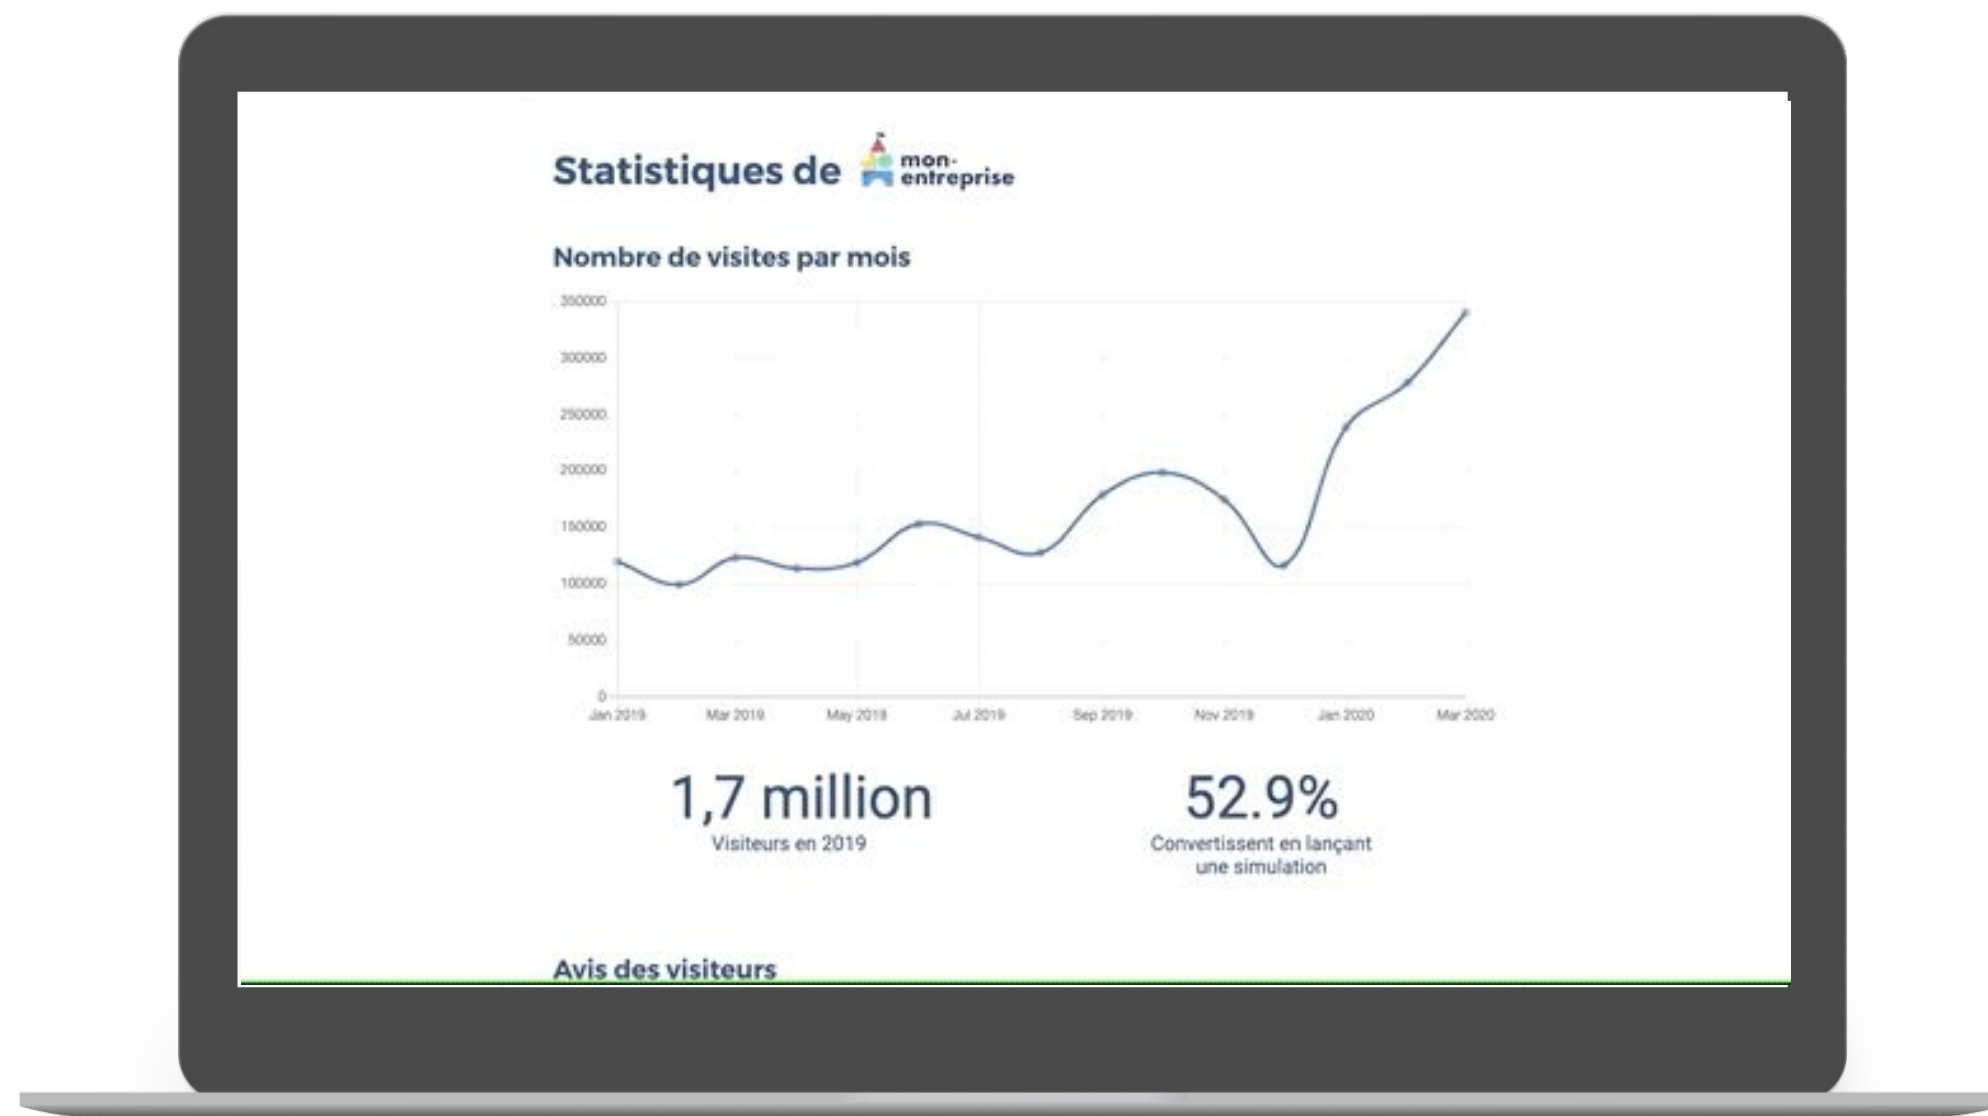 Statistiques de
mon-
entreprise
Nombre de visites par mois
350000
300000
250000
200000
150000
100000
50000
0
Jan 2019 Mar 2019 May 2019 Jul 2019 Sep 2019 Nov 2019 Jan 2020 Mar 2020
1,7 million
Visiteurs en 2019
52.9%
Convertissent en lançant
une simulation
Avis des visiteurs